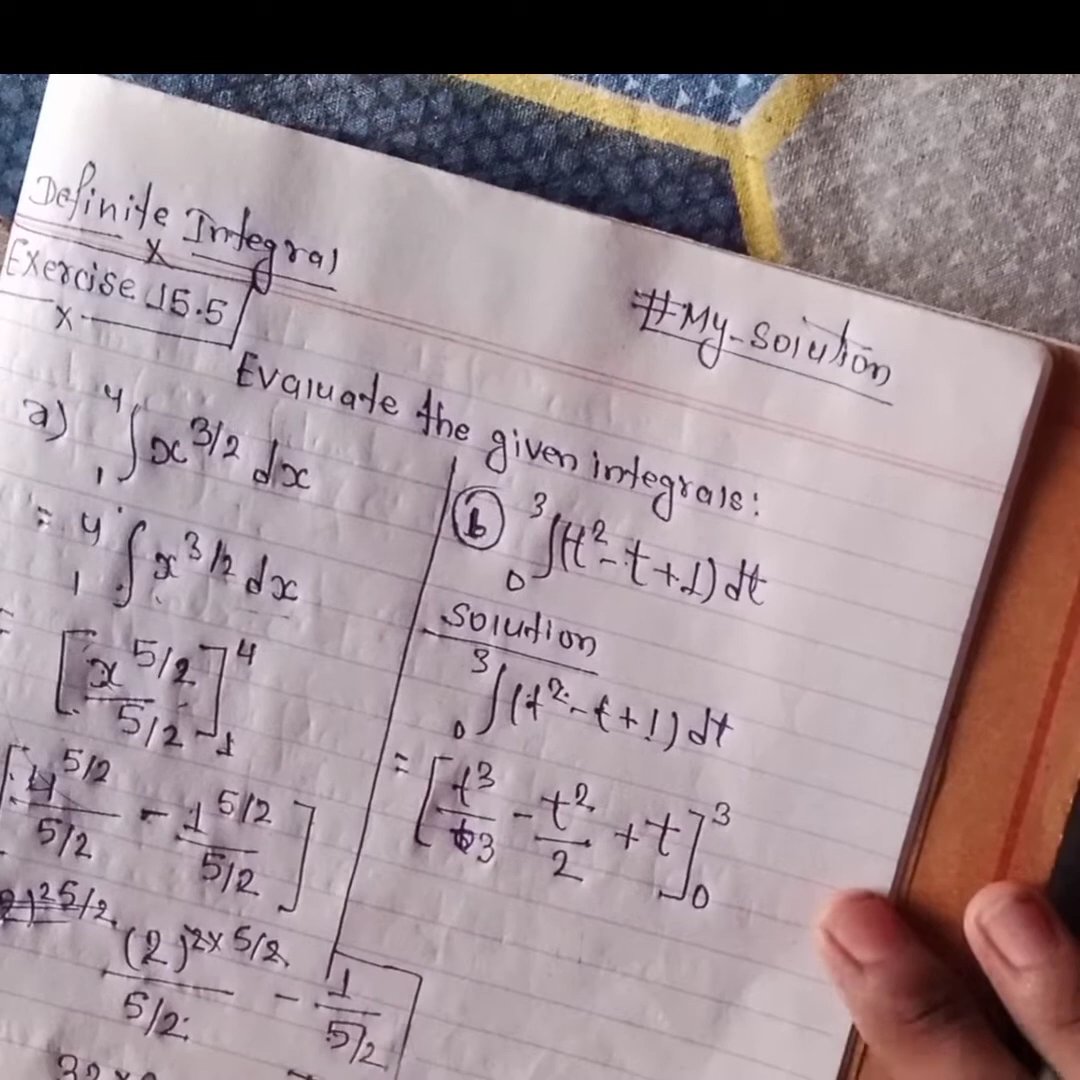 Definite Integral
Exercise 15.5
#My-Solution
Evaluate the given integrals:
a) ₁∫⁴ x^3/2 dx
= ₁∫⁴ x^3/2 dx
= [x^5/2 / 5/2]₁⁴
[4^5/2 / 5/2 - 1^5/2 / 5/2]
(2)^2×5/2 / 5/2 - 1 / 5/2
b ₀∫³ (t² - t + 1) dt
Solution
₀∫³ (t² - t + 1) dt
= [t³/3 - t²/2 + t]₀³